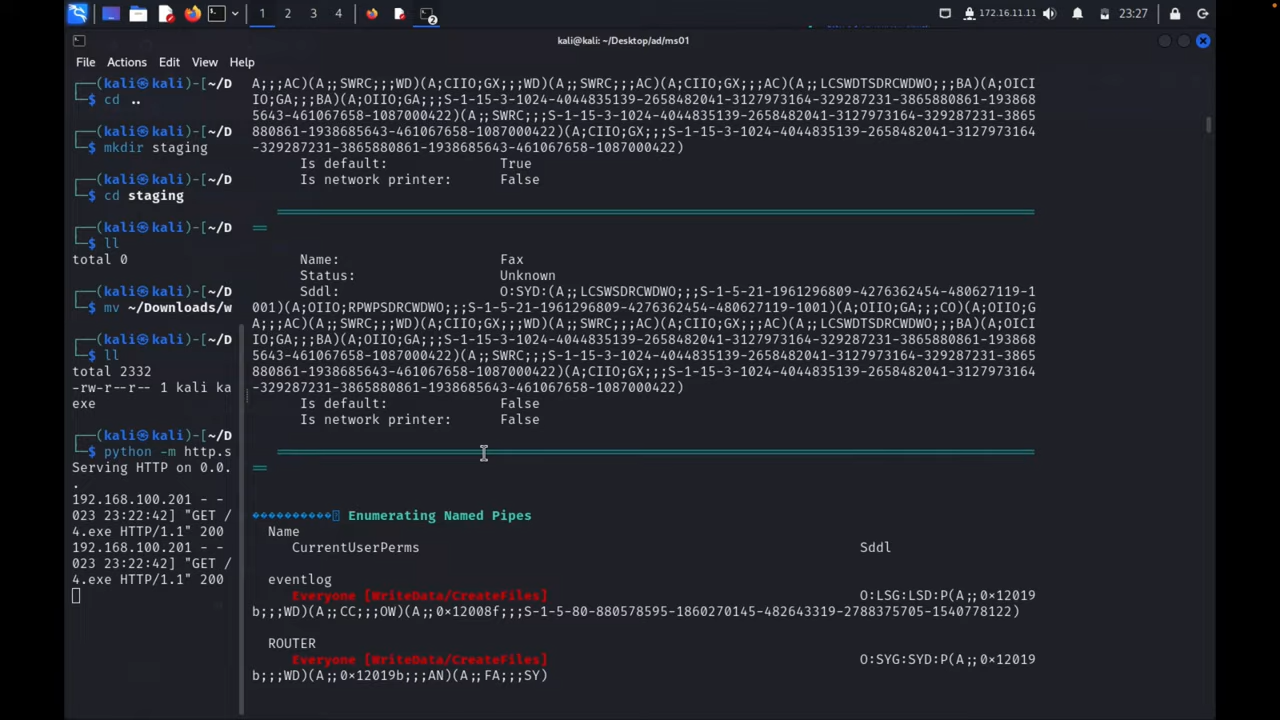 1 2 3 4 2 172.16.11.11 23:27
kali@kali: ~/Desktop/ad/ms01
File Actions Edit View Help
┌──(kali㉿kali)-[~/D
└─$ cd ..
┌──(kali㉿kali)-[~/D
└─$ mkdir staging
┌──(kali㉿kali)-[~/D
└─$ cd staging
┌──(kali㉿kali)-[~/D
└─$ ll
total 0
┌──(kali㉿kali)-[~/D
└─$ mv ~/Downloads/w
┌──(kali㉿kali)-[~/D
└─$ ll
total 2332
-rw-r--r-- 1 kali ka
exe
┌──(kali㉿kali)-[~/D
└─$ python -m http.s
Serving HTTP on 0.0.
.
192.168.100.201 - -
023 23:22:42] "GET /
4.exe HTTP/1.1" 200
192.168.100.201 - -
023 23:22:42] "GET /
4.exe HTTP/1.1" 200
A;;;AC)(A;;SWRC;;;WD)(A;CIIO;GX;;;WD)(A;;SWRC;;;AC)(A;CIIO;GX;;;AC)(A;;LCSWDTSDRCWDWO;;;BA)(A;OICI
IO;GA;;;BA)(A;OIIO;GA;;;S-1-15-3-1024-4044835139-2658482041-3127973164-329287231-3865880861-193868
5643-461067658-1087000422)(A;;SWRC;;;S-1-15-3-1024-4044835139-2658482041-3127973164-329287231-3865
880861-1938685643-461067658-1087000422)(A;CIIO;GX;;;S-1-15-3-1024-4044835139-2658482041-3127973164
-329287231-3865880861-1938685643-461067658-1087000422)
Is default: True
Is network printer: False
Name: Fax
Status: Unknown
Sddl: O:SYD:(A;;LCSWSDRCWDWO;;;S-1-5-21-1961296809-4276362454-480627119-1
001)(A;OIIO;RPWPSDRCWDWO;;;S-1-5-21-1961296809-4276362454-480627119-1001)(A;OIIO;GA;;;CO)(A;OIIO;G
A;;;AC)(A;;SWRC;;;WD)(A;CIIO;GX;;;WD)(A;;SWRC;;;AC)(A;CIIO;GX;;;AC)(A;;LCSWDTSDRCWDWO;;;BA)(A;OICI
IO;GA;;;BA)(A;OIIO;GA;;;S-1-15-3-1024-4044835139-2658482041-3127973164-329287231-3865880861-193868
5643-461067658-1087000422)(A;;SWRC;;;S-1-15-3-1024-4044835139-2658482041-3127973164-329287231-3865
880861-1938685643-461067658-1087000422)(A;CIIO;GX;;;S-1-15-3-1024-4044835139-2658482041-3127973164
-329287231-3865880861-1938685643-461067658-1087000422)
Is default: False
Is network printer: False
Enumerating Named Pipes
Name
CurrentUserPerms Sddl
eventlog
Everyone [WriteData/CreateFiles] O:LSG:LSD:P(A;;0×12019
b;;;WD)(A;;CC;;;OW)(A;;0×12008f;;;S-1-5-80-880578595-1860270145-482643319-2788375705-1540778122)
ROUTER
Everyone [WriteData/CreateFiles] O:SYG:SYD:P(A;;0×12019
b;;;WD)(A;;0×12019b;;;AN)(A;;FA;;;SY)